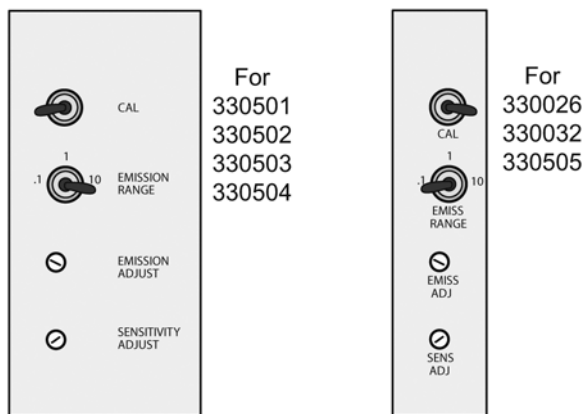 CAL
1
.1
10
EMISSION
RANGE
EMISSION
ADJUST
SENSITIVITY
ADJUST
For
330501
330502
330503
330504
CAL
1
.1
10
EMISS
RANGE
EMISS
ADJ
SENS
ADJ
For
330026
330032
330505